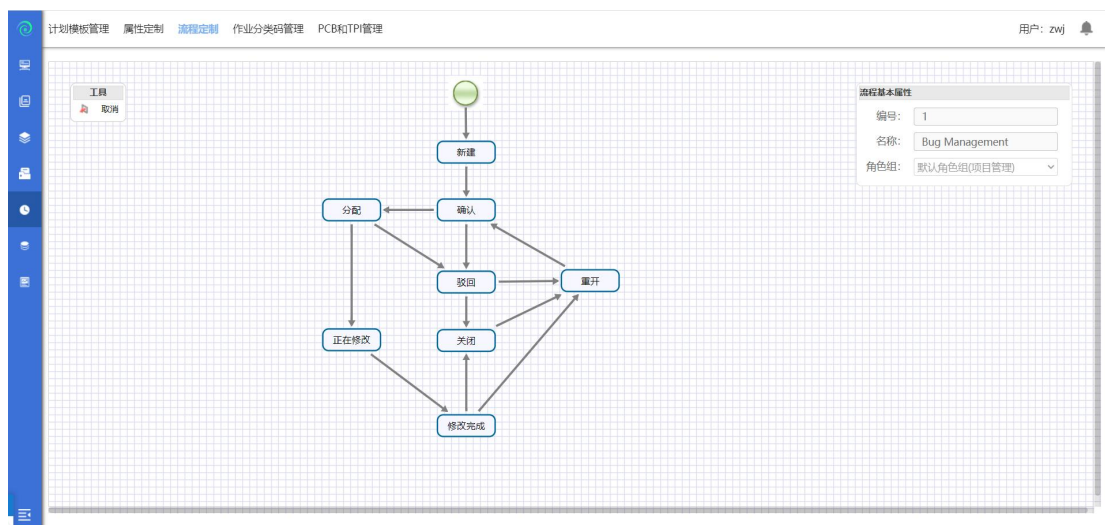 计划模板管理 属性定制 流程定制 作业分类码管理 PCB和TPI管理 用户：zwj
工具
取消
流程基本属性
编号： 1
名称： Bug Management
角色组： 默认角色组(项目管理)
新建
分配 确认
驳回 重开
正在修改 关闭
修改完成